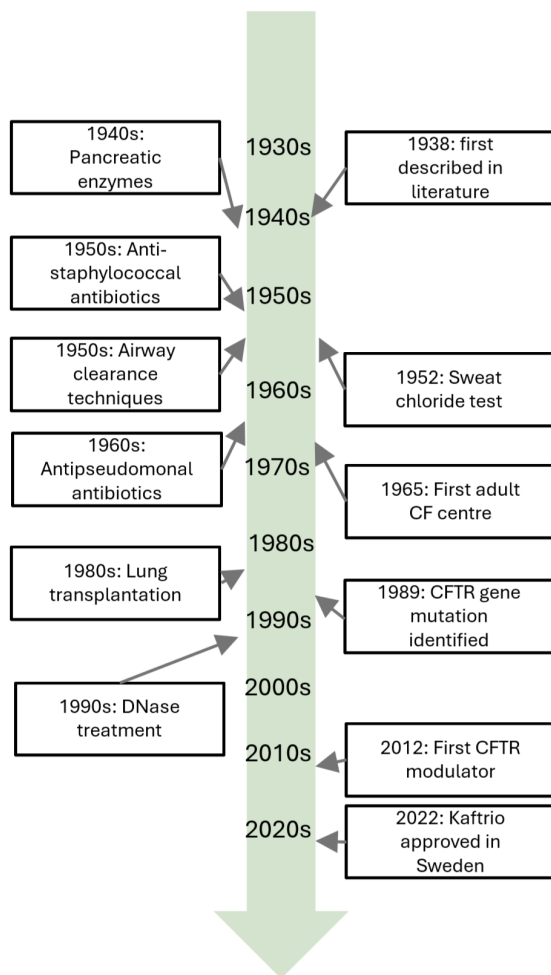 1940s:
Pancreatic
enzymes
1930s
1938: first
described in
literature
1940s
1950s: Anti-
staphylococcal
antibiotics
1950s
1950s: Airway
clearance
techniques
1952: Sweat
chloride test
1960s
1960s:
Antipseudomonal
antibiotics
1970s
1965: First adult
CF centre
1980s
1980s: Lung
transplantation
1989: CFTR gene
mutation
identified
1990s
1990s: DNase
treatment
2000s
2010s
2012: First CFTR
modulator
2020s
2022: Kaftrio
approved in
Sweden